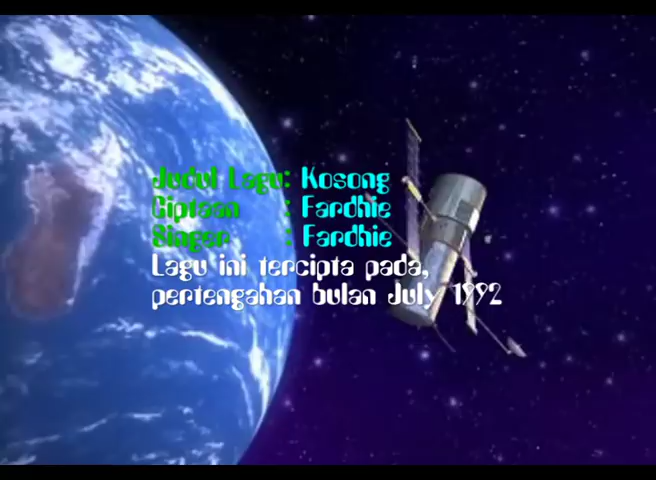 Judul Lagu: Kosong
Ciptaan : Fardhie
Singer : Fardhie
Lagu ini tercipta pada,
pertengahan bulan July 1992